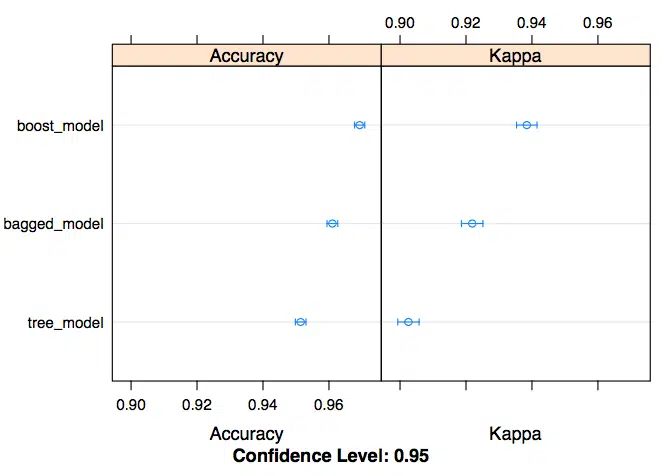 0.90 0.92 0.94 0.96
Accuracy Kappa
boost_model
bagged_model
tree_model
0.90 0.92 0.94 0.96
Accuracy Kappa
Confidence Level: 0.95